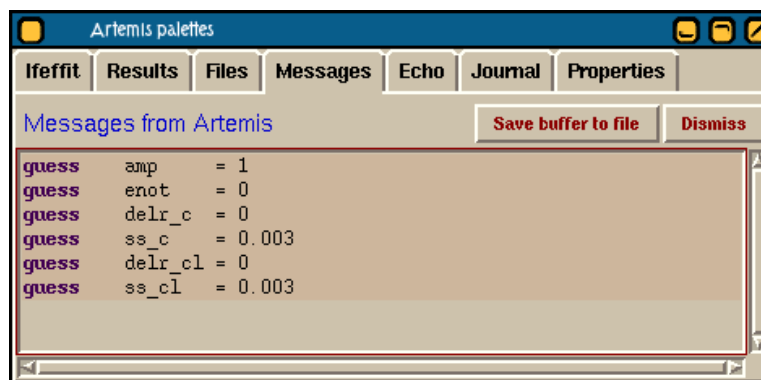 Artemis palettes
Ifeffit Results Files Messages Echo Journal Properties
Messages from Artemis Save buffer to file Dismiss
guess amp = 1
guess enot = 0
guess delr_c = 0
guess ss_c = 0.003
guess delr_cl = 0
guess ss_cl = 0.003